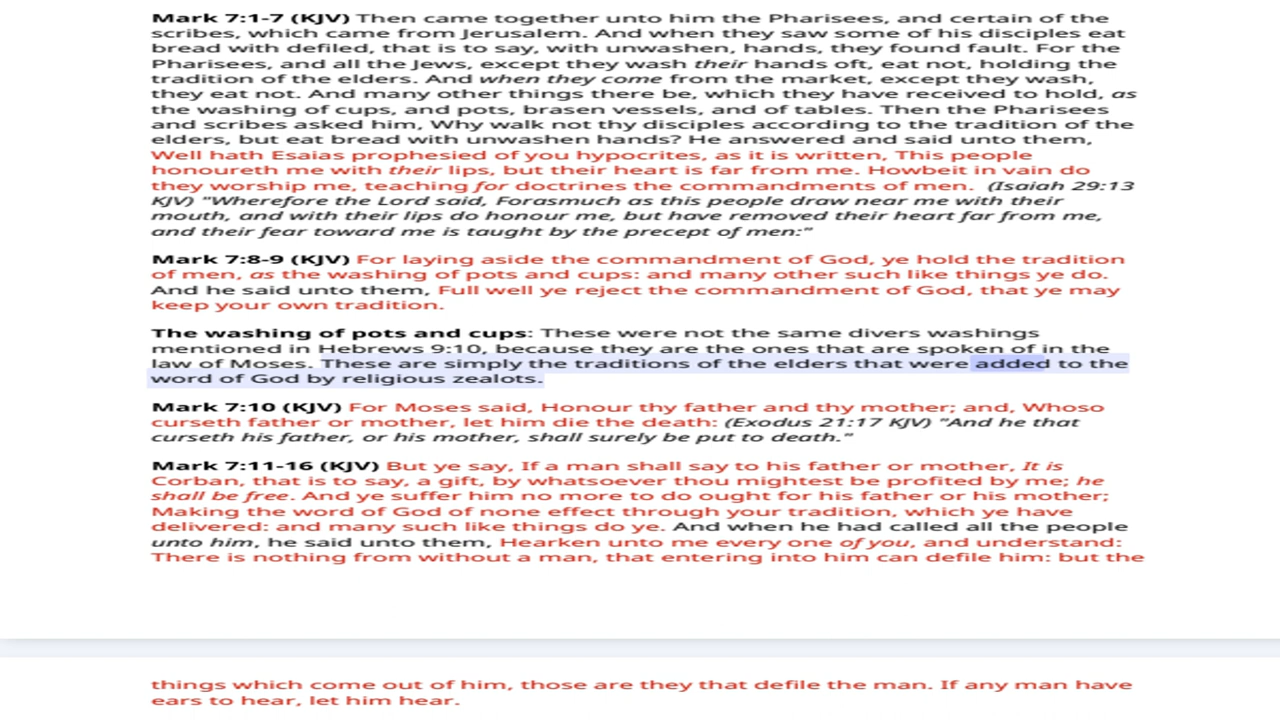 Mark 7:1-7 (KJV) Then came together unto him the Pharisees, and certain of the
scribes, which came from Jerusalem. And when they saw some of his disciples eat
bread with defiled, that is to say, with unwashen, hands, they found fault. For the
Pharisees, and all the Jews, except they wash their hands oft, eat not, holding the
tradition of the elders. And when they come from the market, except they wash,
they eat not. And many other things there be, which they have received to hold, as
the washing of cups, and pots, brasen vessels, and of tables. Then the Pharisees
and scribes asked him, Why walk not thy disciples according to the tradition of the
elders, but eat bread with unwashen hands? He answered and said unto them,
Well hath Esaias prophesied of you hypocrites, as it is written, This people
honoureth me with their lips, but their heart is far from me. Howbeit in vain do
they worship me, teaching for doctrines the commandments of men. (Isaiah 29:13
KJV) "Wherefore the Lord said, Forasmuch as this people draw near me with their
mouth, and with their lips do honour me, but have removed their heart far from me,
and their fear toward me is taught by the precept of men:"
Mark 7:8-9 (KJV) For laying aside the commandment of God, ye hold the tradition
of men, as the washing of pots and cups: and many other such like things ye do.
And he said unto them, Full well ye reject the commandment of God, that ye may
keep your own tradition.
The washing of pots and cups: These were not the same divers washings
mentioned in Hebrews 9:10, because they are the ones that are spoken of in the
law of Moses. These are simply the traditions of the elders that were added to the
word of God by religious zealots.
Mark 7:10 (KJV) For Moses said, Honour thy father and thy mother; and, Whoso
curseth father or mother, let him die the death: (Exodus 21:17 KJV) "And he that
curseth his father, or his mother, shall surely be put to death."
Mark 7:11-16 (KJV) But ye say, If a man shall say to his father or mother, It is
Corban, that is to say, a gift, by whatsoever thou mightest be profited by me; he
shall be free. And ye suffer him no more to do ought for his father or his mother;
Making the word of God of none effect through your tradition, which ye have
delivered: and many such like things do ye. And when he had called all the people
unto him, he said unto them, Hearken unto me every one of you, and understand:
There is nothing from without a man, that entering into him can defile him: but the
things which come out of him, those are they that defile the man. If any man have
ears to hear, let him hear.